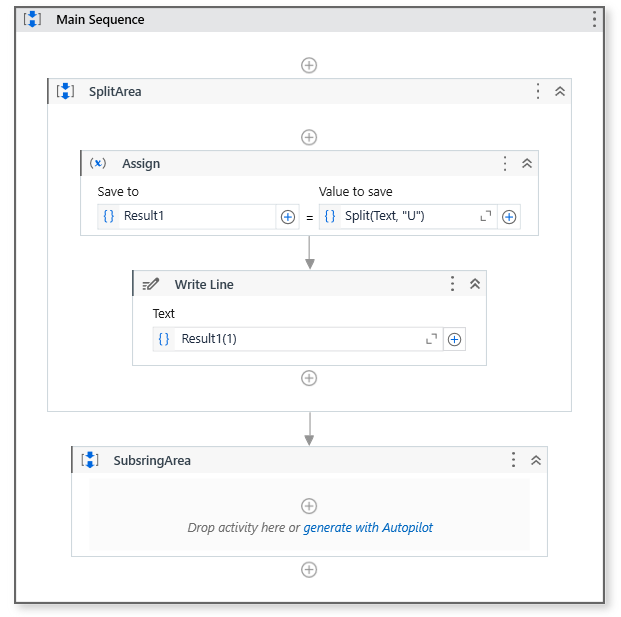 Main Sequence
SplitArea
Assign
Save to Value to save
Result1 = Split(Text, "U")
Write Line
Text
Result1(1)
SubsringArea
Drop activity here or generate with Autopilot